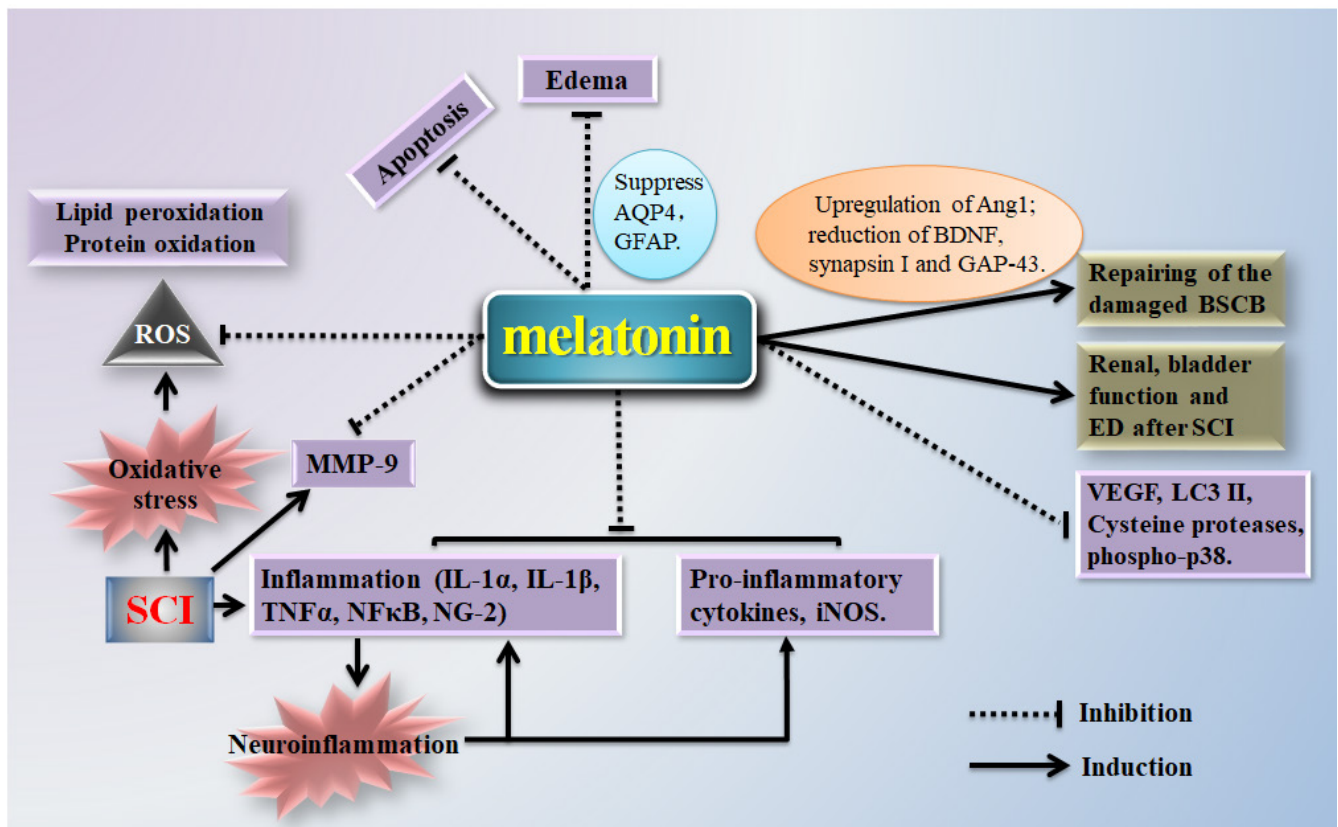 Edema
Apoptosis
Suppress
AQP4,
GFAP.
Upregulation of Ang1;
reduction of BDNF,
synapsin I and GAP-43.
Lipid peroxidation
Protein oxidation
Repairing of the
damaged BSCB
ROS
melatonin
Renal, bladder
function and
ED after SCI
Oxidative
stress
MMP-9
VEGF, LC3 II,
Cysteine proteases,
phospho-p38.
SCI
Inflammation (IL-1α, IL-1β,
TNFα, NFκB, NG-2)
Pro-inflammatory
cytokines, iNOS.
Neuroinflammation
Inhibition
Induction